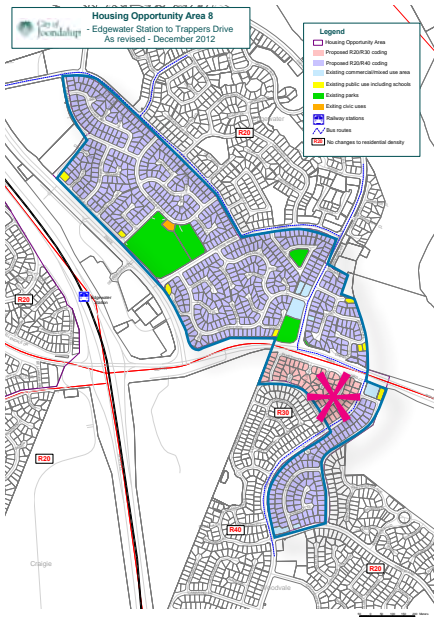 City of
Joondalup
Housing Opportunity Area 8
- Edgewater Station to Trappers Drive
As revised - December 2012
Legend
Housing Opportunity Area
Proposed R20/R30 coding
Proposed R20/R40 coding
Existing commercial/mixed use area
Existing public use including schools
Existing parks
Exiting civic uses
Railway stations
Bus routes
R20 No changes to residential density
R20
R20
Edgewater
Station
R30
R20
R40
Craigie
R20